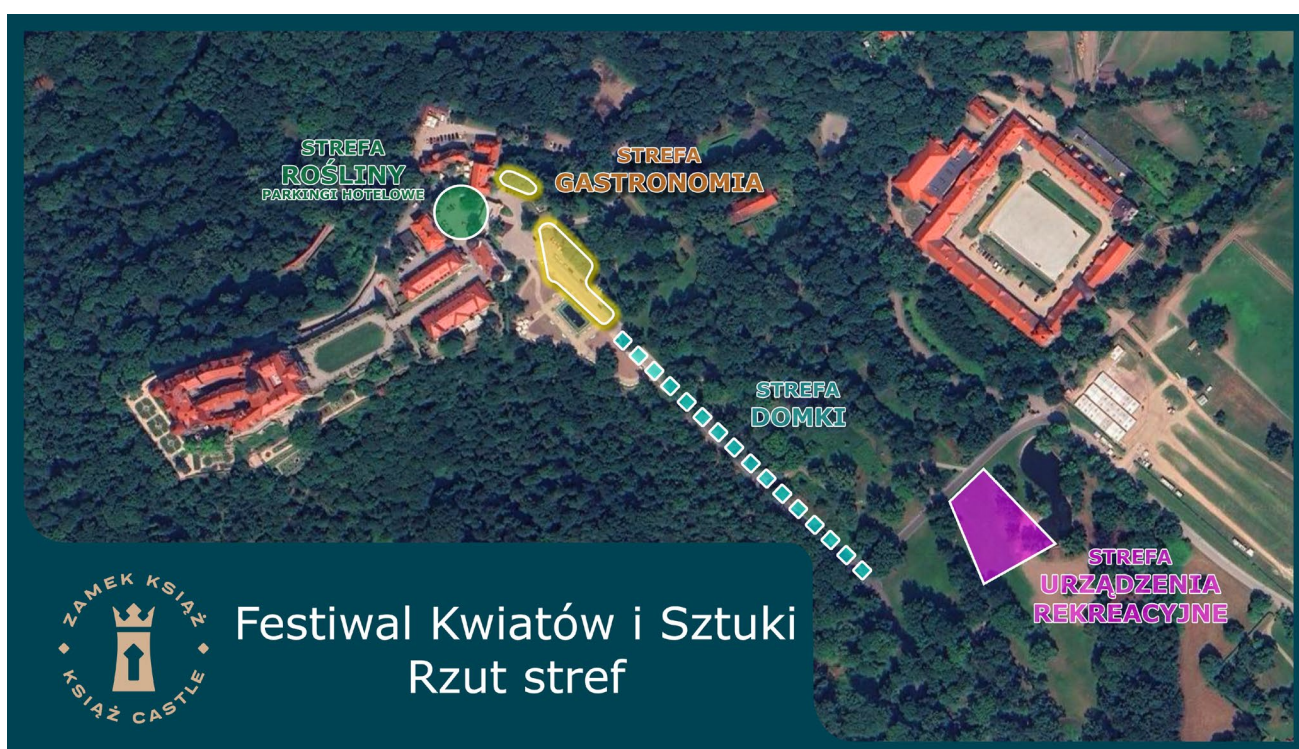 STREFA
ROŚLINY
PARKINGI HOTELOWE
STREFA
GASTRONOMIA
STREFA
DOMKI
STREFA
URZĄDZENIA
REKREACYJNE
ZAMEK KSIĄŻ
KSIĄŻ CASTLE
Festiwal Kwiatów i Sztuki
Rzut stref